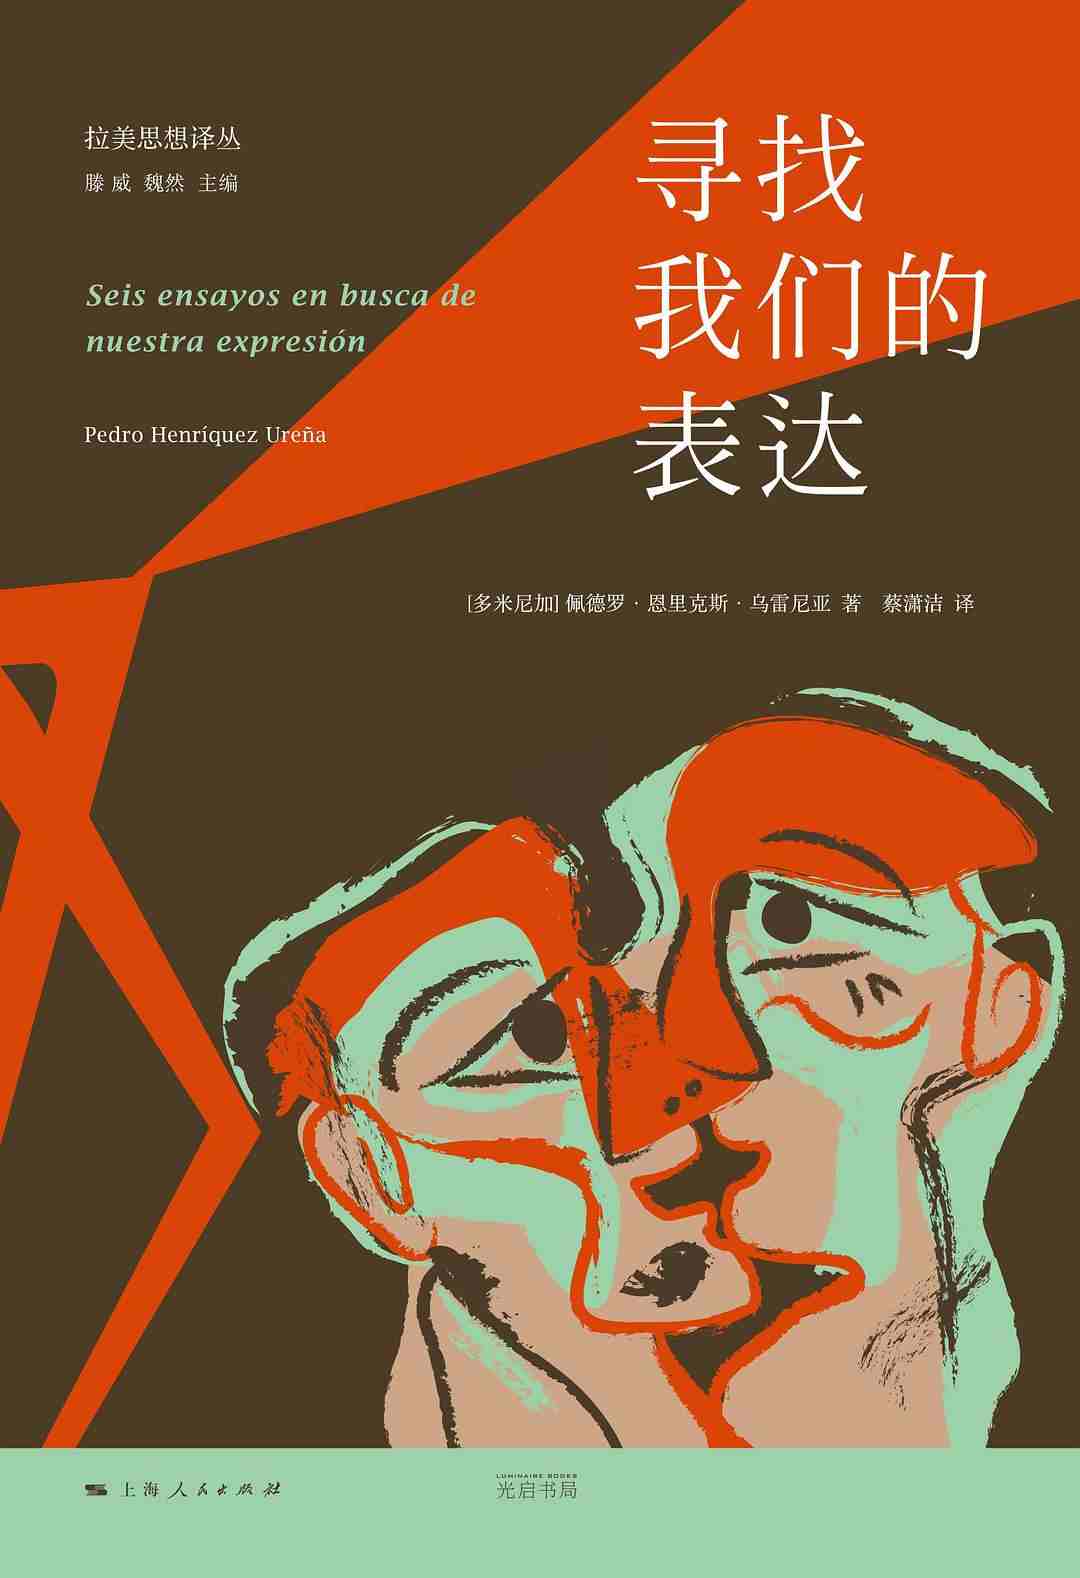 拉美思想译丛
滕 威 魏然 主编
Seis ensayos en busca de
nuestra expresión
Pedro Henríquez Ureña
寻找
我们的
表达
[多米尼加] 佩德罗·恩里克斯·乌雷尼亚 著 蔡潇洁 译
上海人民出版社
LUMINAIRE BOOKS
光启书局